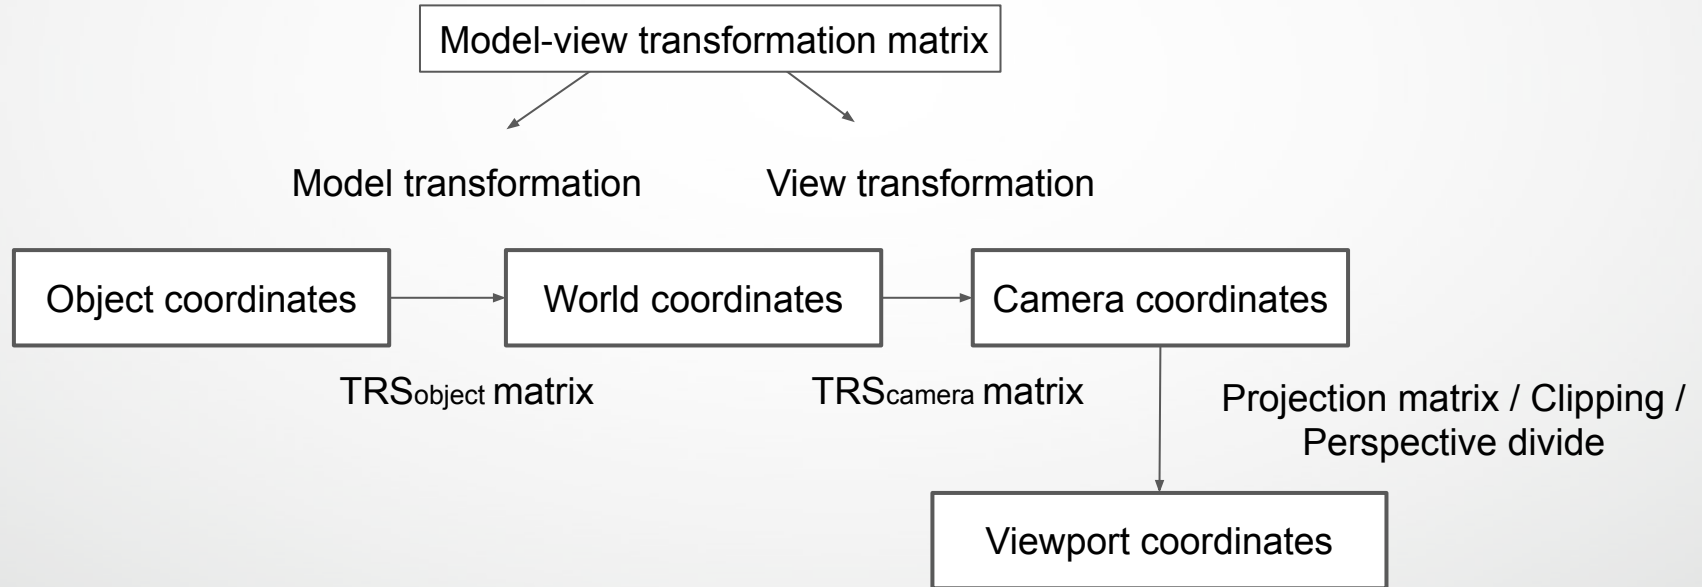 Model-view transformation matrix
Model transformation
View transformation
Object coordinates
World coordinates
Camera coordinates
TRSobject matrix
TRScamera matrix
Projection matrix / Clipping /
Perspective divide
Viewport coordinates